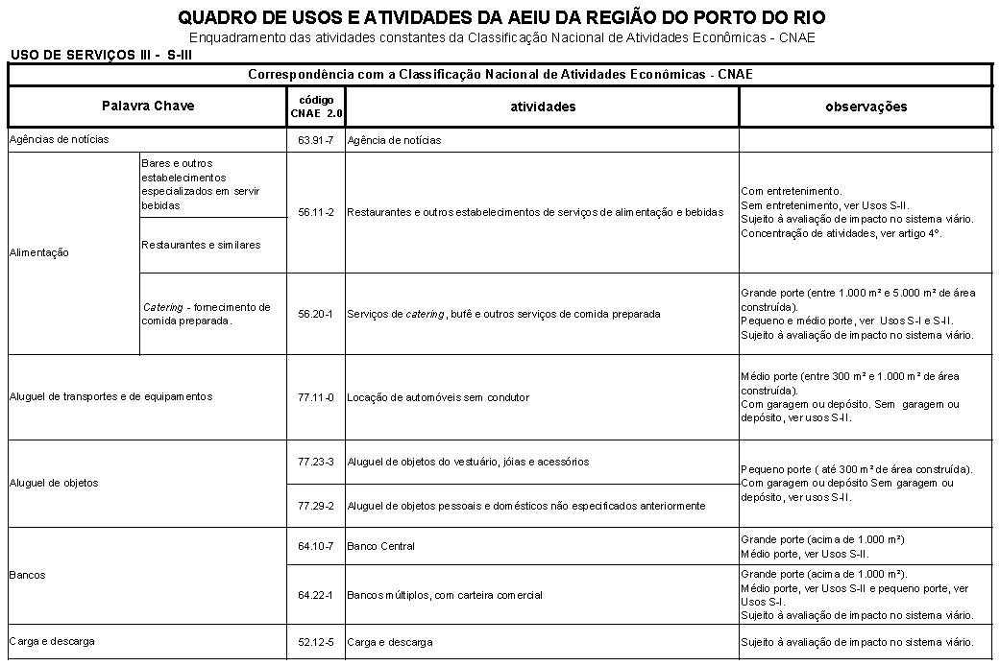 QUADRO DE USOS E ATIVIDADES DA AEIU DA REGIÃO DO PORTO DO RIO
Enquadramento das atividades constantes da Classificação Nacional de Atividades Econômicas - CNAE
USO DE SERVIÇOS III - S-III
Correspondência com a Classificação Nacional de Atividades Econômicas - CNAE
Palavra Chave
código
CNAE 2.0
atividades
observações
Agências de notícias
63.91-7
Agência de notícias
Alimentação
Bares e outros
estabelecimentos
especializados em servir
bebidas
Restaurantes e similares
56.11-2
Restaurantes e outros estabelecimentos de serviços de alimentação e bebidas
Com entretenimento.
Sem entretenimento, ver Usos S-II.
Sujeito à avaliação de impacto no sistema viário.
Concentração de atividades, ver artigo 4º.
Catering - fornecimento de
comida preparada.
56.20-1
Serviços de catering, bufê e outros serviços de comida preparada
Grande porte (entre 1.000 m² e 5.000 m² de área
construída).
Pequeno e médio porte, ver Usos S-I e S-II.
Sujeito à avaliação de impacto no sistema viário.
Aluguel de transportes e de equipamentos
77.11-0
Locação de automóveis sem condutor
Médio porte (entre 300 m² e 1.000 m² de área
construída).
Com garagem ou depósito. Sem garagem ou
depósito, ver usos S-II.
Aluguel de objetos
77.23-3
Aluguel de objetos do vestuário, jóias e acessórios
77.29-2
Aluguel de objetos pessoais e domésticos não especificados anteriormente
Pequeno porte ( até 300 m² de área construída).
Com garagem ou depósito Sem garagem ou
depósito, ver usos S-II.
Bancos
64.10-7
Banco Central
Grande porte (acima de 1.000 m²)
Médio porte, ver Usos S-II.
64.22-1
Bancos múltiplos, com carteira comercial
Grande porte (acima de 1.000 m²).
Médio porte, ver Usos S-II e pequeno porte, ver
Usos S-I.
Sujeito à avaliação de impacto no sistema viário.
Carga e descarga
52.12-5
Carga e descarga
Sujeito à avaliação de impacto no sistema viário.